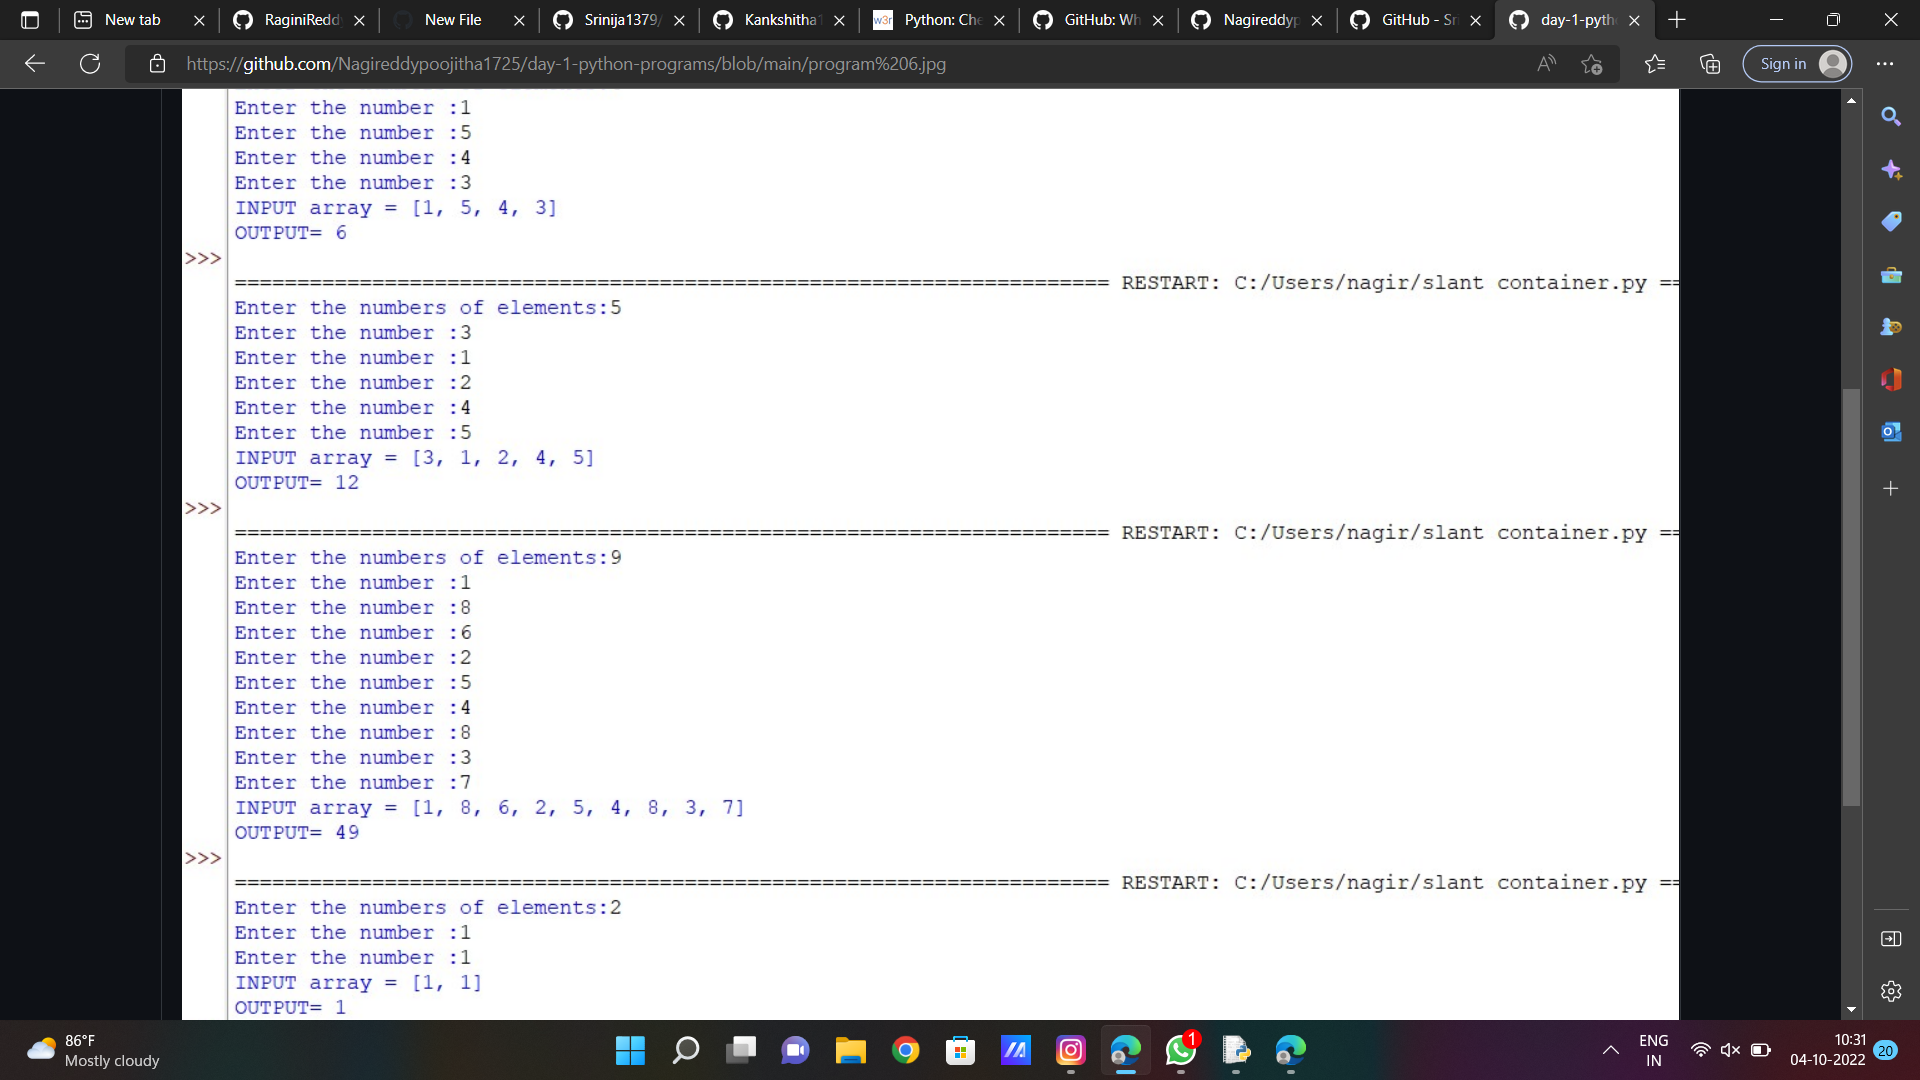 New tab
RaginiRedd
New File
Srinija1379/
Kankshitha1
w3r Python: Che
GitHub: Wh
Nagireddyp
GitHub - Sri
day-1-pyth
https://github.com/Nagireddypoojitha1725/day-1-python-programs/blob/main/program%206.jpg
Sign in
Enter the number :1
Enter the number :5
Enter the number :4
Enter the number :3
INPUT array = [1, 5, 4, 3]
OUTPUT= 6
>>>
====================================================================== RESTART: C:/Users/nagir/slant container.py ==
Enter the numbers of elements:5
Enter the number :3
Enter the number :1
Enter the number :2
Enter the number :4
Enter the number :5
INPUT array = [3, 1, 2, 4, 5]
OUTPUT= 12
>>>
====================================================================== RESTART: C:/Users/nagir/slant container.py ==
Enter the numbers of elements:9
Enter the number :1
Enter the number :8
Enter the number :6
Enter the number :2
Enter the number :5
Enter the number :4
Enter the number :8
Enter the number :3
Enter the number :7
INPUT array = [1, 8, 6, 2, 5, 4, 8, 3, 7]
OUTPUT= 49
>>>
====================================================================== RESTART: C:/Users/nagir/slant container.py ==
Enter the numbers of elements:2
Enter the number :1
Enter the number :1
INPUT array = [1, 1]
OUTPUT= 1
86°F
Mostly cloudy
1
ENG
IN
10:31
04-10-2022
20